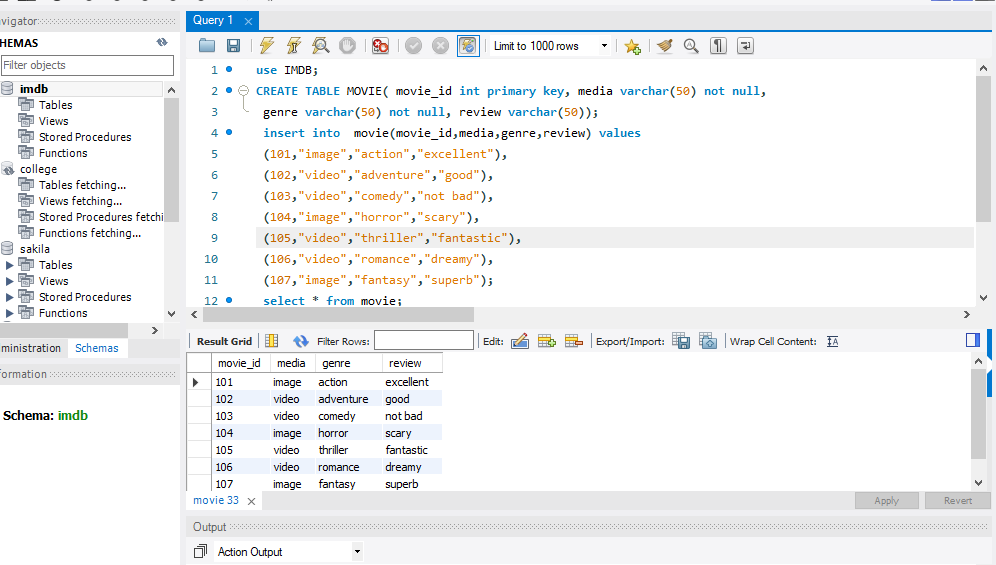 avigator
HEMAS
Filter objects
imdb
Tables
Views
Stored Procedures
Functions
college
Tables fetching...
Views fetching...
Stored Procedures fetchi
Functions fetching...
sakila
Tables
Views
Stored Procedures
Functions
ministration Schemas
formation
Schema: imdb
Query 1
Limit to 1000 rows
1 use IMDB;
2 CREATE TABLE MOVIE( movie_id int primary key, media varchar(50) not null,
3 genre varchar(50) not null, review varchar(50));
4 insert into  movie(movie_id,media,genre,review) values
5 (101,"image","action","excellent"),
6 (102,"video","adventure","good"),
7 (103,"video","comedy","not bad"),
8 (104,"image","horror","scary"),
9 (105,"video","thriller","fantastic"),
10 (106,"video","romance","dreamy"),
11 (107,"image","fantasy","superb");
12 select * from movie;
Result Grid Filter Rows: Edit: Export/Import: Wrap Cell Content: IA
movie_id media genre review
101 image action excellent
102 video adventure good
103 video comedy not bad
104 image horror scary
105 video thriller fantastic
106 video romance dreamy
107 image fantasy superb
movie 33 Apply Revert
Output
Action Output